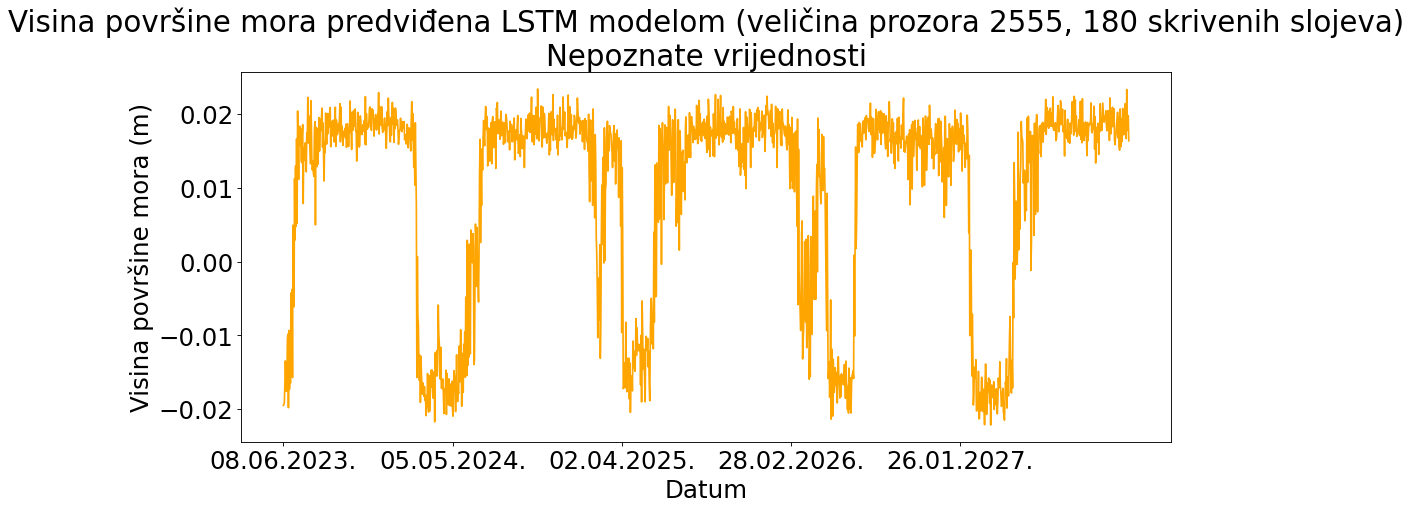 Visina površine mora predviđena LSTM modelom (veličina prozora 2555, 180 skrivenih slojeva)
Nepoznate vrijednosti
Visina površine mora (m)
0.02
0.01
0.00
−0.01
−0.02
08.06.2023. 05.05.2024. 02.04.2025. 28.02.2026. 26.01.2027.
Datum